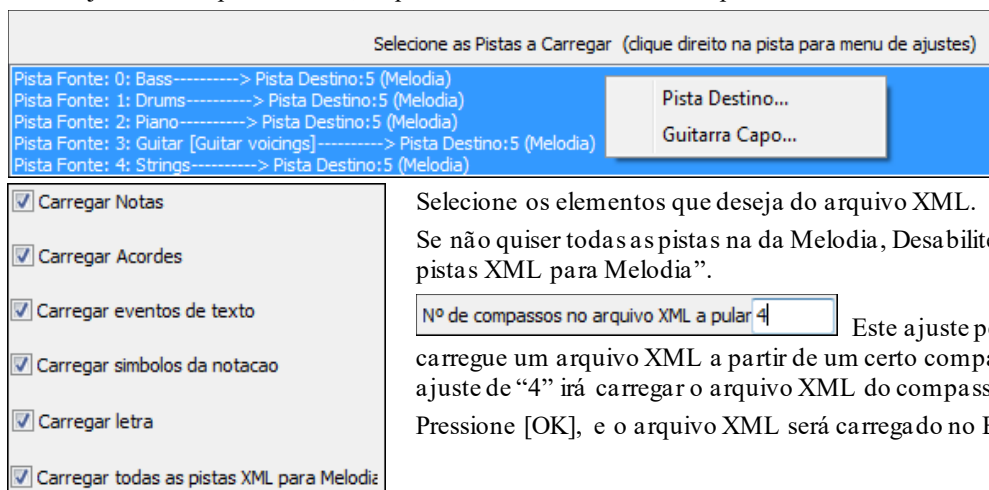 Selecione as Pistas a Carregar (clique direito na pista para menu de ajustes)
Pista Fonte: 0: Bass----------> Pista Destino:5 (Melodia)
Pista Fonte: 1: Drums----------> Pista Destino:5 (Melodia)
Pista Fonte: 2: Piano----------> Pista Destino:5 (Melodia)
Pista Fonte: 3: Guitar [Guitar voicings]----------> Pista Destino:5 (Melodia)
Pista Fonte: 4: Strings----------> Pista Destino:5 (Melodia)
Pista Destino...
Guitarra Capo...
Carregar Notas
Carregar Acordes
Carregar eventos de texto
Carregar simbolos da notacao
Carregar letra
Carregar todas as pistas XML para Melodia
Selecione os elementos que deseja do arquivo XML.
Se não quiser todas as pistas na da Melodia, Desabilite
pistas XML para Melodia”.
Nº de compassos no arquivo XML a pular 4
Este ajuste
carregue um arquivo XML a partir de um certo
ajuste de “4” irá carregar o arquivo XML do
Pressione [OK], e o arquivo XML será carregado no